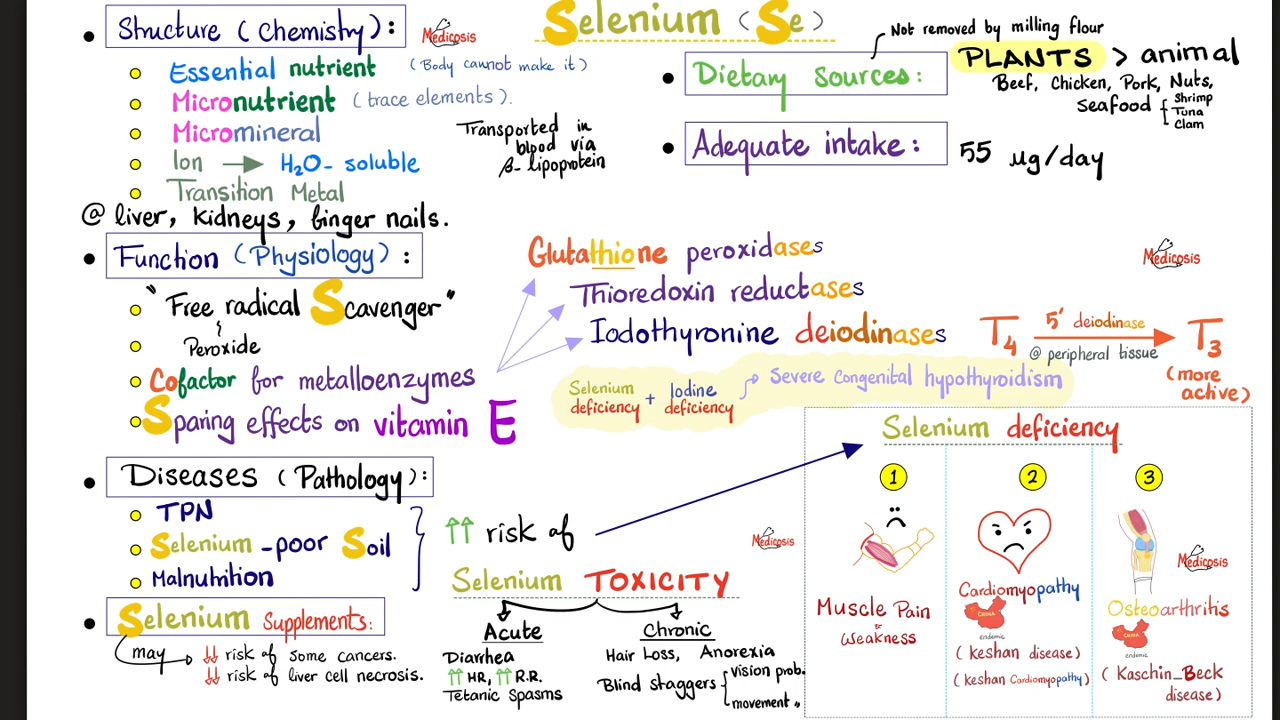 Selenium (Se)
Structure (Chemistry):
Medicosis
Essential nutrient (Body cannot make it)
Micronutrient (trace elements).
Micromineral
Ion → H₂O- soluble
Transition Metal
@ liver, kidneys, finger nails.
Transported in
blood via
β-lipoprotein
Not removed by milling flour
Dietary sources:
PLANTS > animal
Beef, Chicken, Pork, Nuts,
seafood { Shrimp
Tuna
Clam
Adequate intake: 55 µg/day
Function (Physiology):
"Free radical Scavenger"
Peroxide
Cofactor for metalloenzymes
Sparing effects on vitamin E
Glutathione peroxidases
Thioredoxin reductases
Iodothyronine deiodinases
Medicosis
T₄ 5' deiodinase T₃
@ peripheral tissue
(more
active)
Selenium
deficiency + Iodine
deficiency
Severe Congenital hypothyroidism
Diseases (Pathology):
TPN
Selenium-poor Soil
Malnutrition
↑↑ risk of
Selenium deficiency
1
Muscle Pain
or
Weakness
2
Cardiomyopathy
CHINA
endemic
(keshan disease)
(keshan Cardiomyopathy)
3
Medicosis
Osteoarthritis
CHINA
endemic
(Kaschin_Beck
disease)
Medicosis
Selenium TOXICITY
Acute
Diarrhea
↑↑ HR, ↑↑ R.R.
Tetanic Spasms
Chronic
Hair Loss, Anorexia
Blind staggers { vision prob.
movement "
Selenium Supplements:
may
↓↓ risk of some cancers.
↓↓ risk of liver cell necrosis.